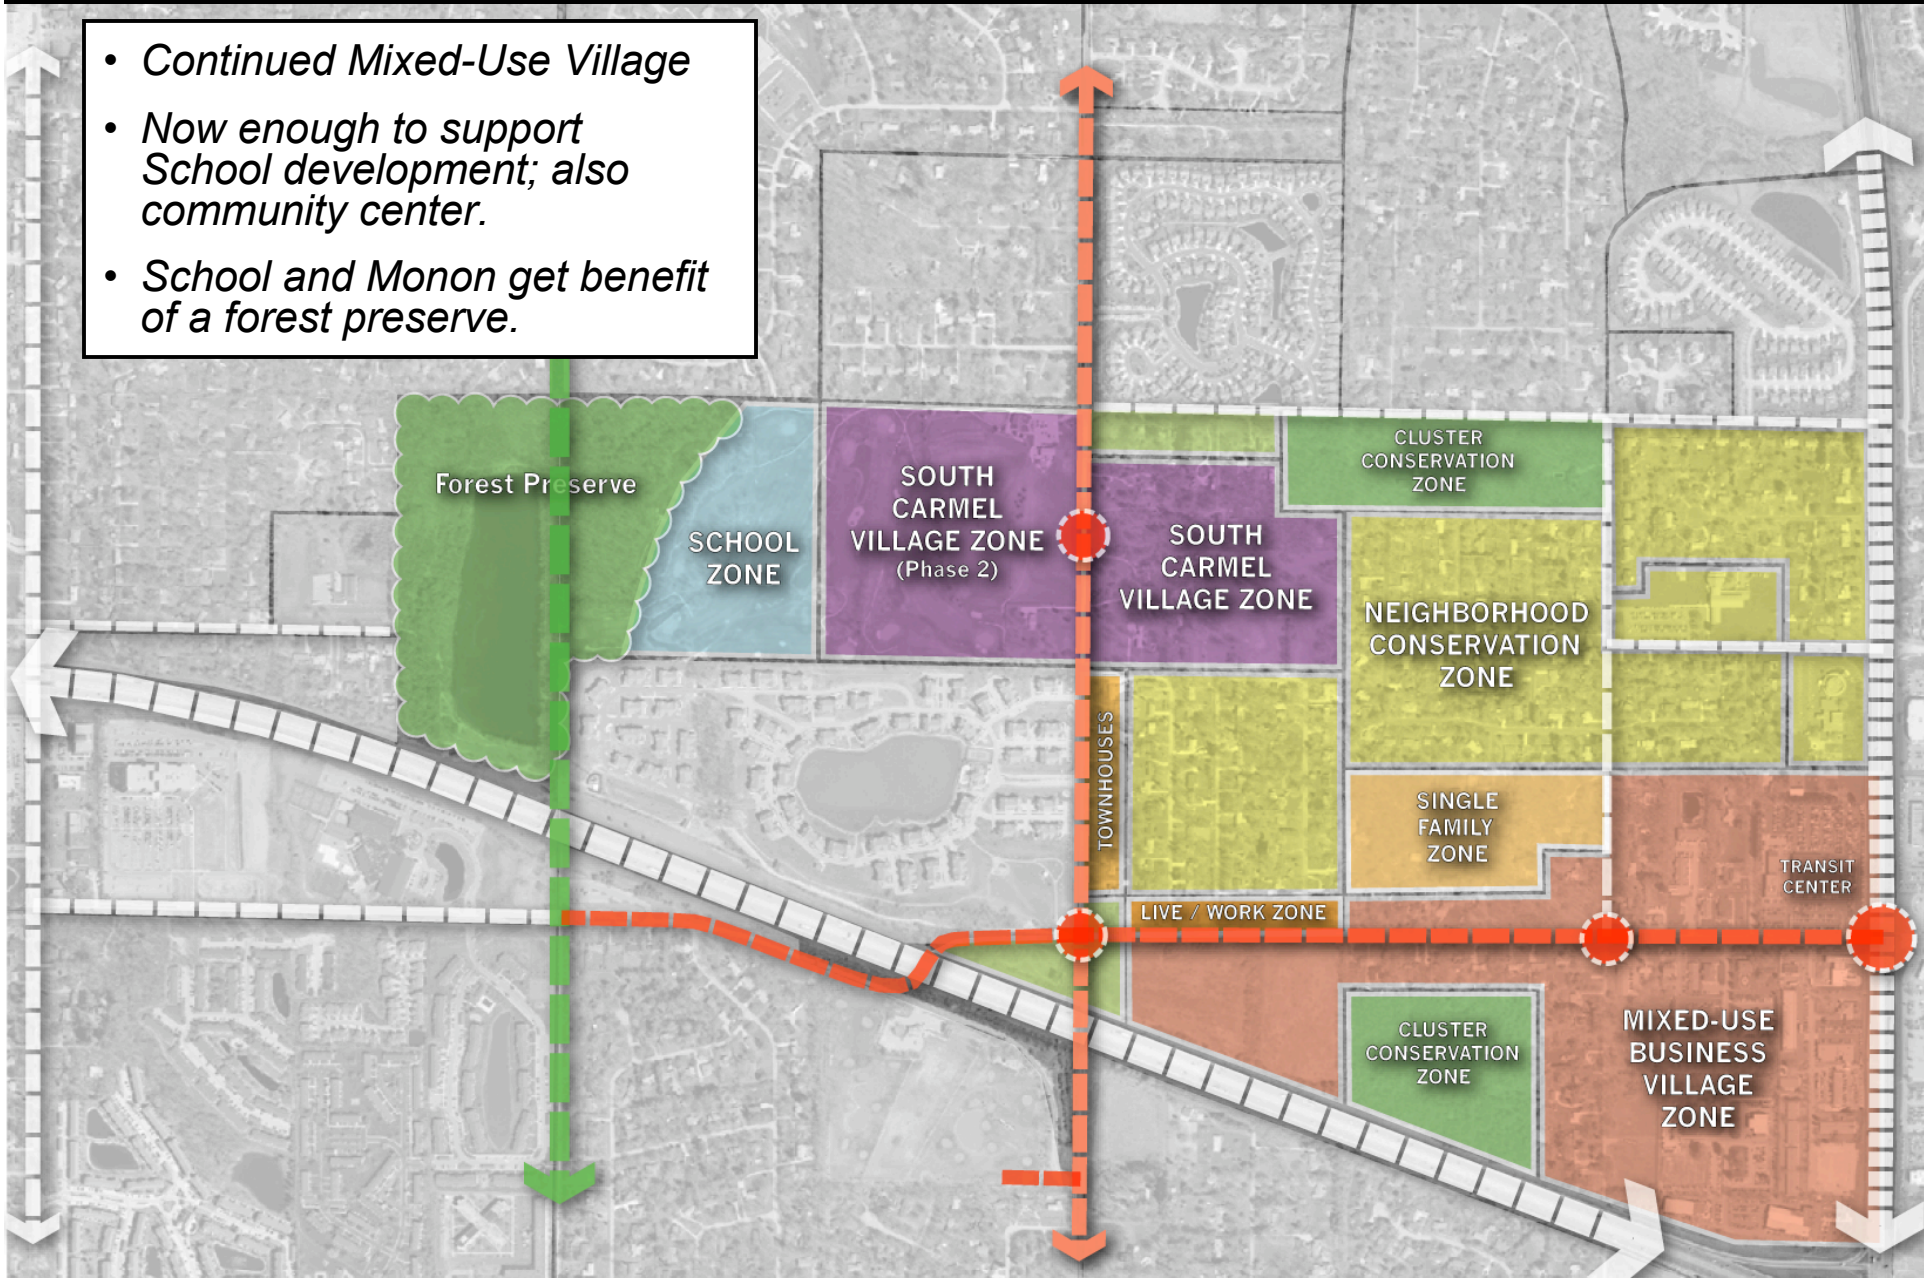 • Continued Mixed-Use Village
• Now enough to support
School development; also
community center.
• School and Monon get benefit
of a forest preserve.
Forest Preserve
SCHOOL
ZONE
SOUTH
CARMEL
VILLAGE ZONE
(Phase 2)
SOUTH
CARMEL
VILLAGE ZONE
CLUSTER
CONSERVATION
ZONE
NEIGHBORHOOD
CONSERVATION
ZONE
TOWNHOUSES
SINGLE
FAMILY
ZONE
TRANSIT
CENTER
LIVE / WORK ZONE
CLUSTER
CONSERVATION
ZONE
MIXED-USE
BUSINESS
VILLAGE
ZONE